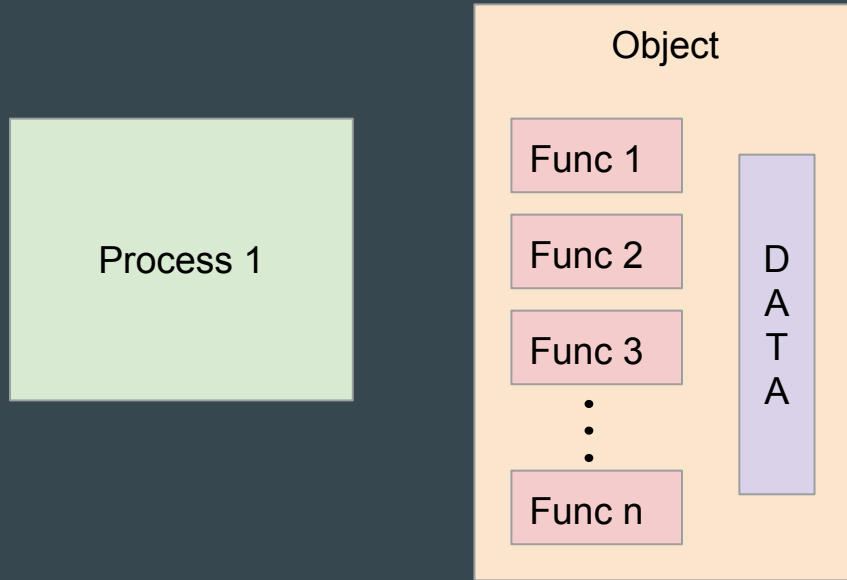 Object
Process 1
Func 1
Func 2
Func 3
Func n
D
A
T
A